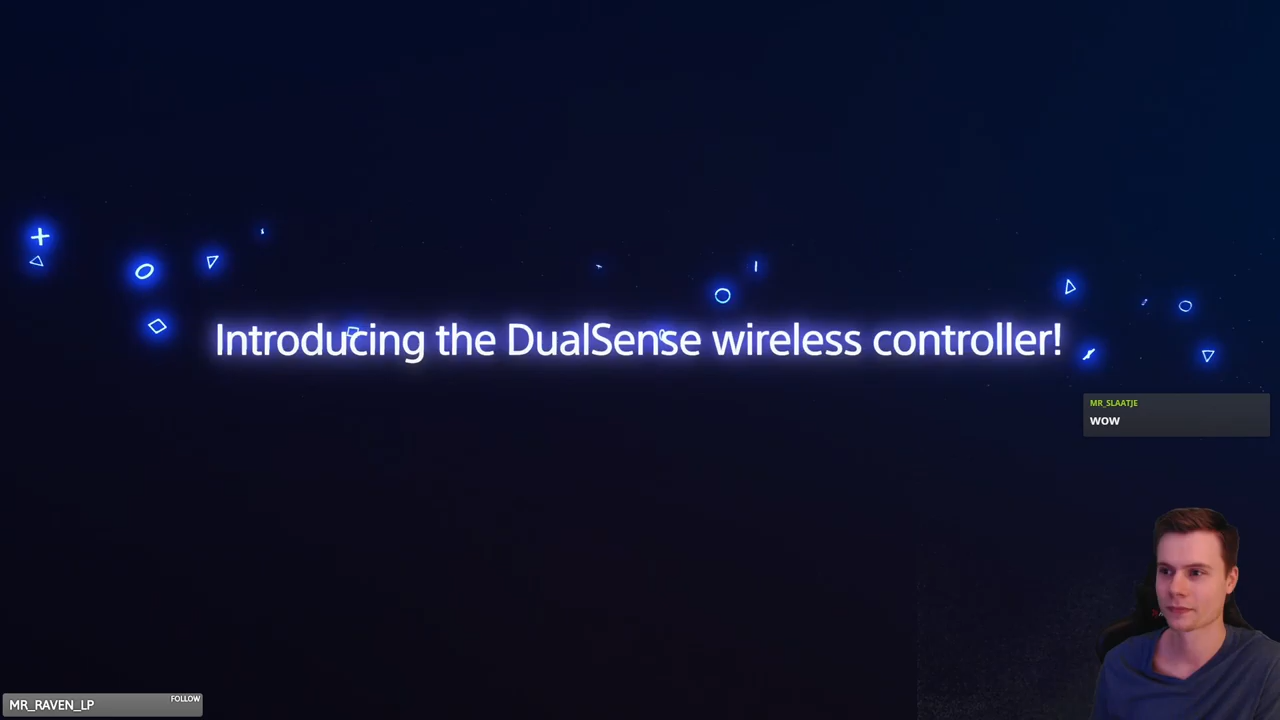 Introducing the DualSense wireless controller!
MR_SLAATJE
wow
FOLLOW
MR_RAVEN_LP